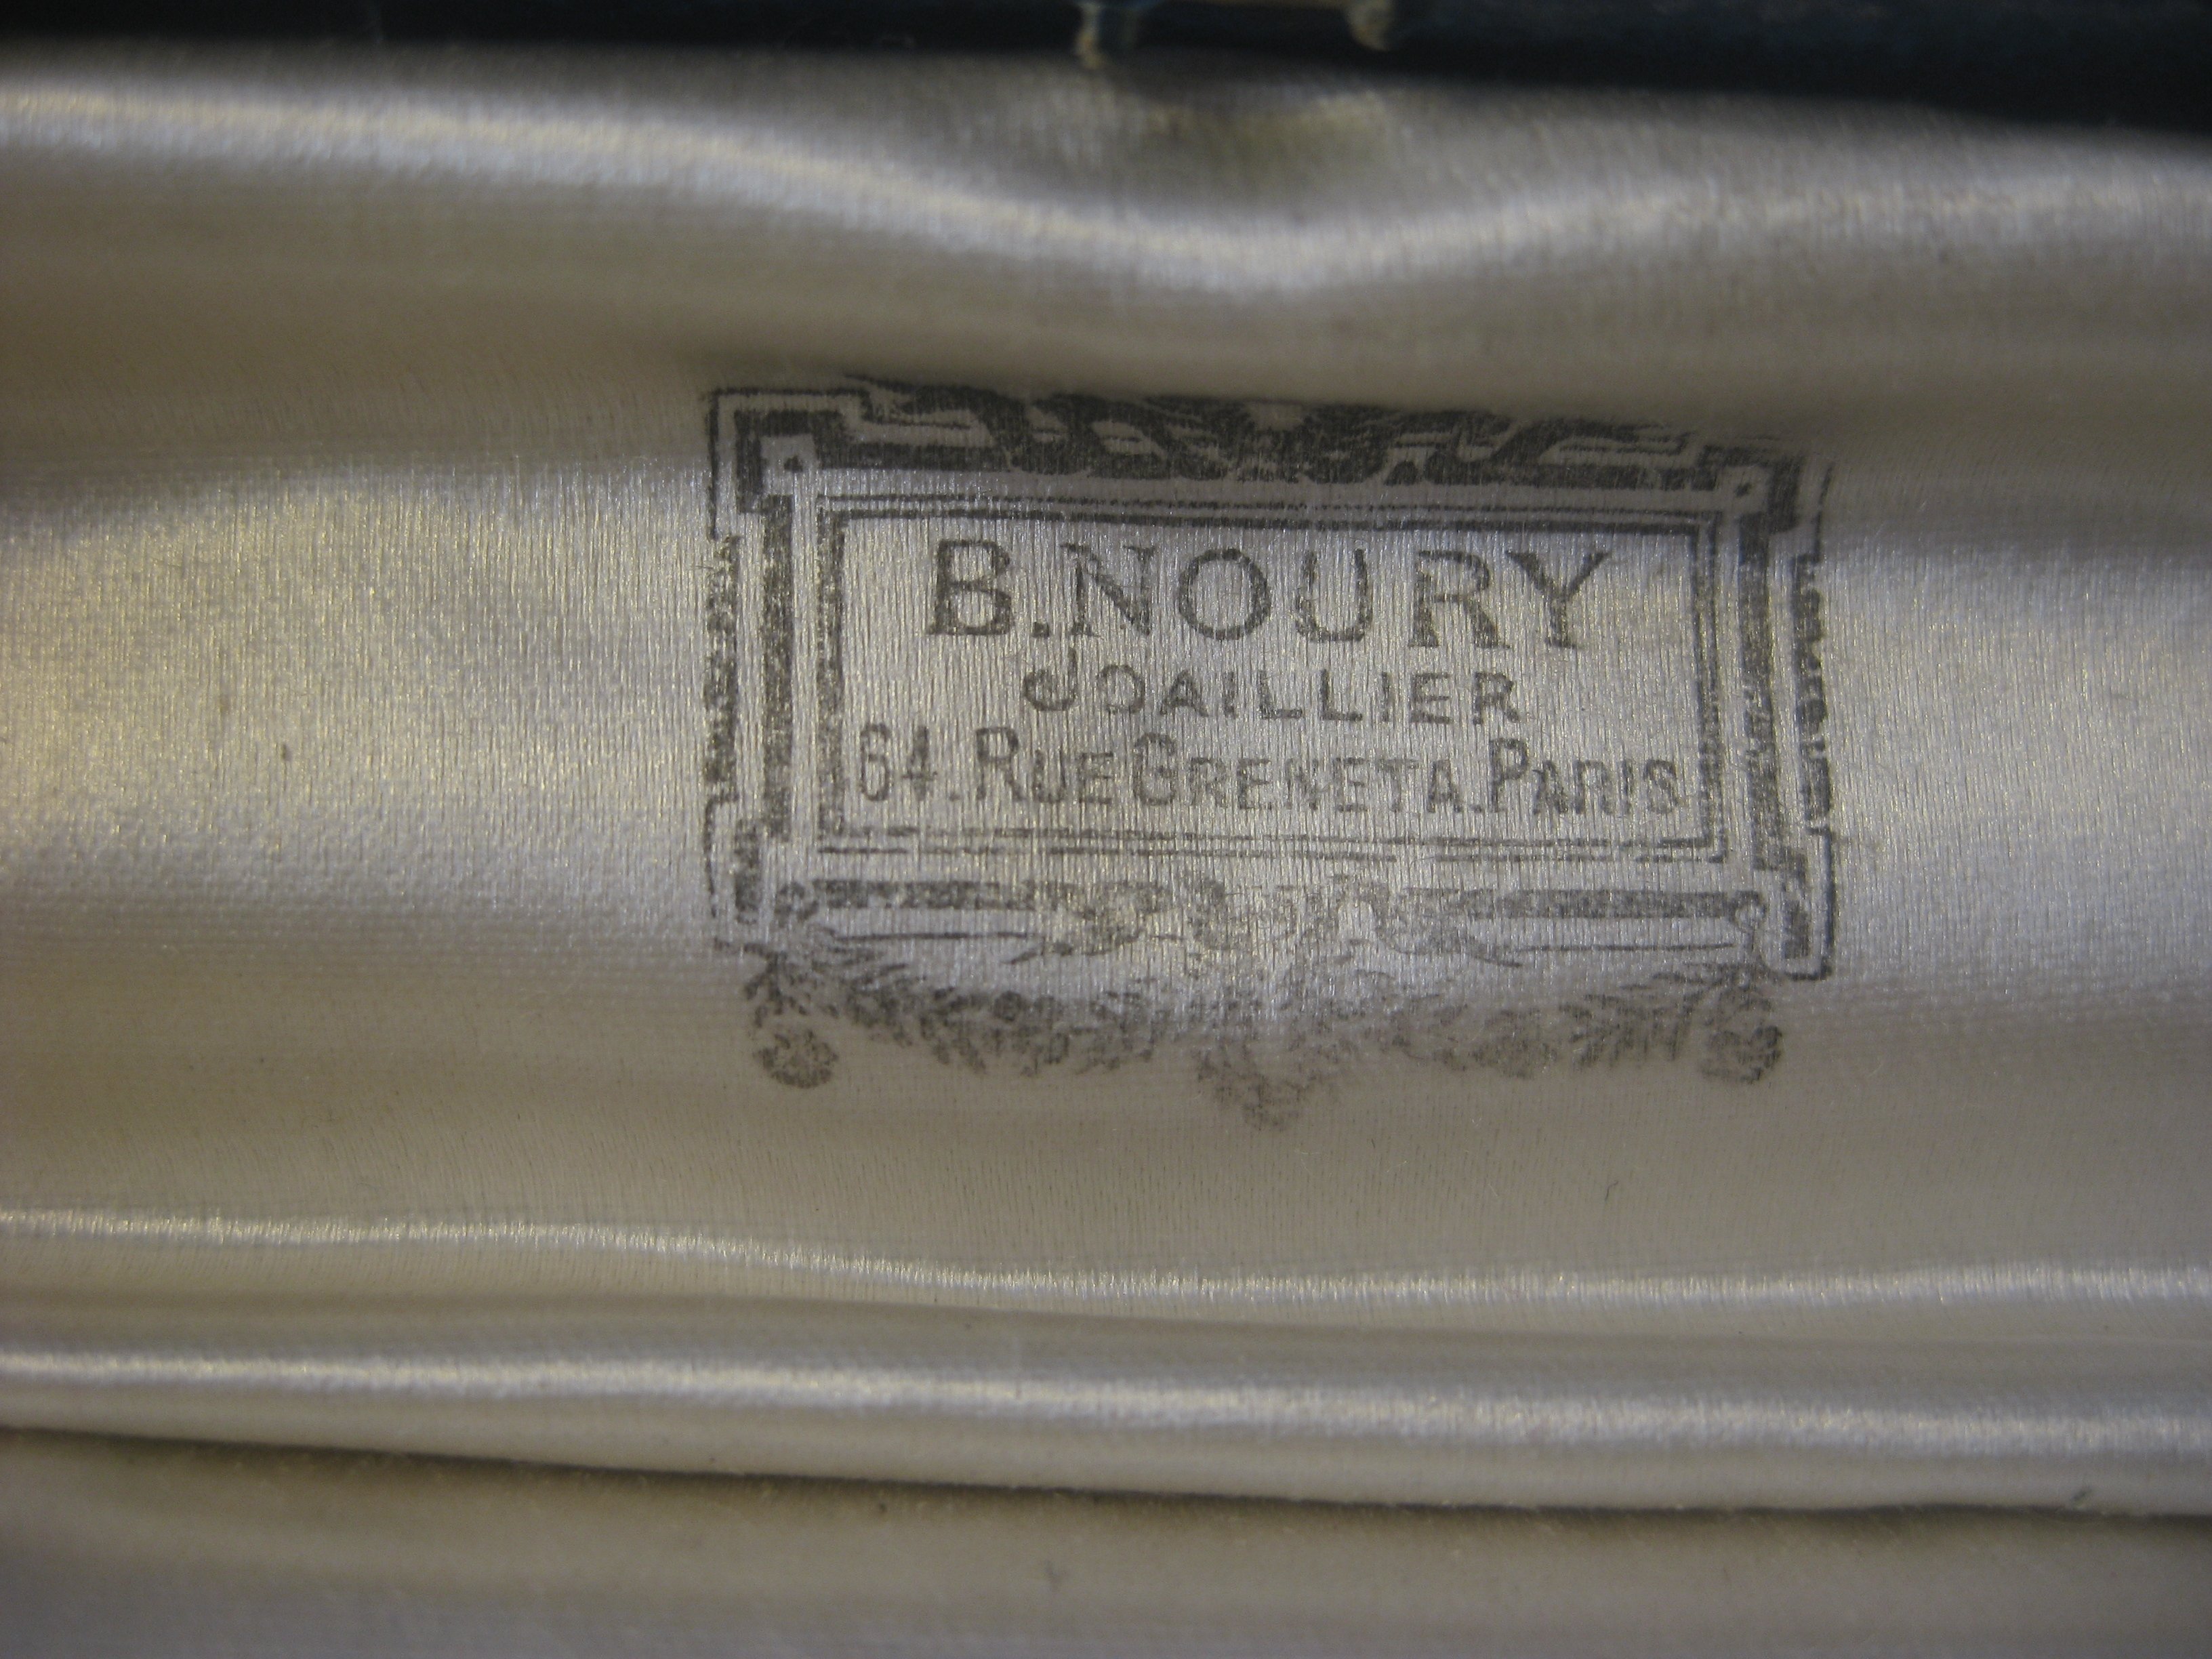 B. NOURY
JOAILLIER
64. RUE GRENETA. PARIS